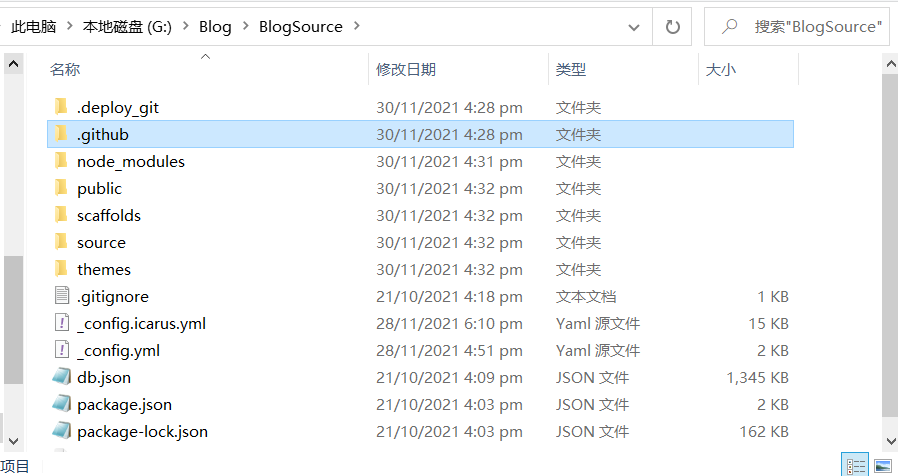 此电脑 > 本地磁盘 (G:) > Blog > BlogSource >
搜索"BlogSource"
名称 修改日期 类型 大小
.deploy_git 30/11/2021 4:28 pm 文件夹
.github 30/11/2021 4:28 pm 文件夹
node_modules 30/11/2021 4:31 pm 文件夹
public 30/11/2021 4:32 pm 文件夹
scaffolds 30/11/2021 4:32 pm 文件夹
source 30/11/2021 4:32 pm 文件夹
themes 30/11/2021 4:32 pm 文件夹
.gitignore 21/10/2021 4:18 pm 文本文档 1 KB
_config.icarus.yml 28/11/2021 6:10 pm Yaml 源文件 15 KB
_config.yml 28/11/2021 4:51 pm Yaml 源文件 2 KB
db.json 21/10/2021 4:09 pm JSON 文件 1,345 KB
package.json 21/10/2021 4:03 pm JSON 文件 2 KB
package-lock.json 21/10/2021 4:03 pm JSON 文件 162 KB
项目